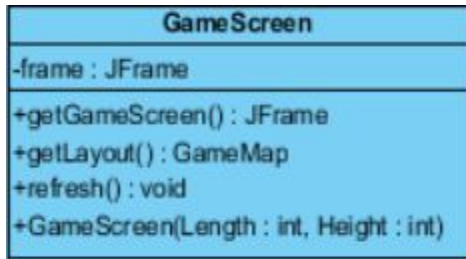 GameScreen
-frame : JFrame
+getGameScreen() : JFrame
+getLayout() : GameMap
+refresh() : void
+GameScreen(Length : int, Height : int)